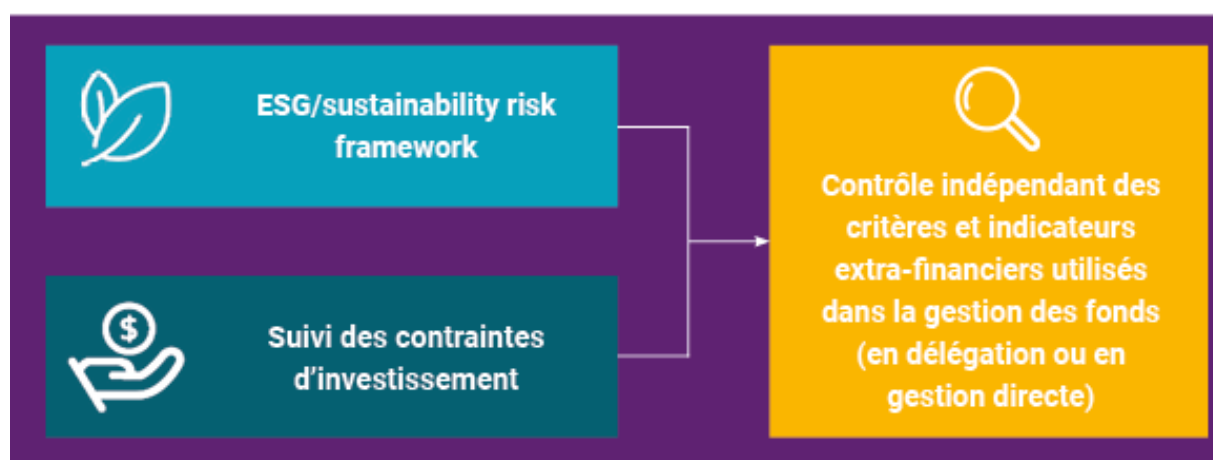 ESG/sustainability risk
framework
Suivi des contraintes
d’investissement
$
Contrôle indépendant des
critères et indicateurs
extra-financiers utilisés
dans la gestion des fonds
(en délégation ou en
gestion directe)